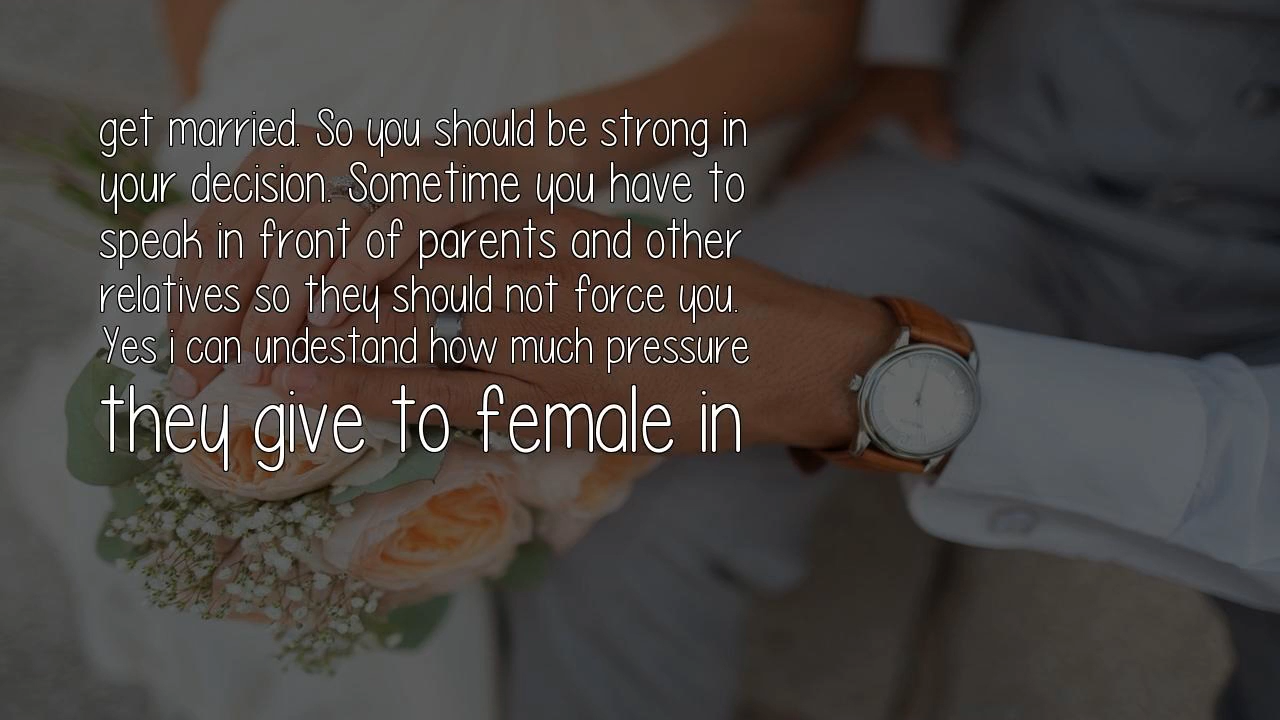 get married. So you should be strong in
your decision. Sometime you have to
speak in front of parents and other
relatives so they should not force you.
Yes i can undestand how much pressure
they give to female in